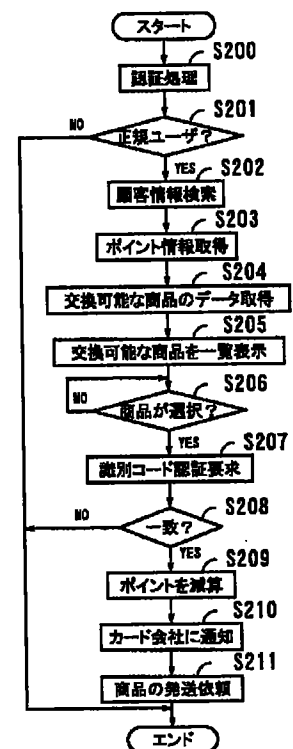 スタート
S200
認証処理
S201
NO
正規ユーザ？
YES
S202
顧客情報検索
S203
ポイント情報取得
S204
交換可能な商品のデータ取得
S205
交換可能な商品を一覧表示
S206
NO
商品が選択？
YES
S207
識別コード認証要求
S208
NO
一致？
YES
S209
ポイントを減算
S210
カード会社に通知
S211
商品の発送依頼
エンド